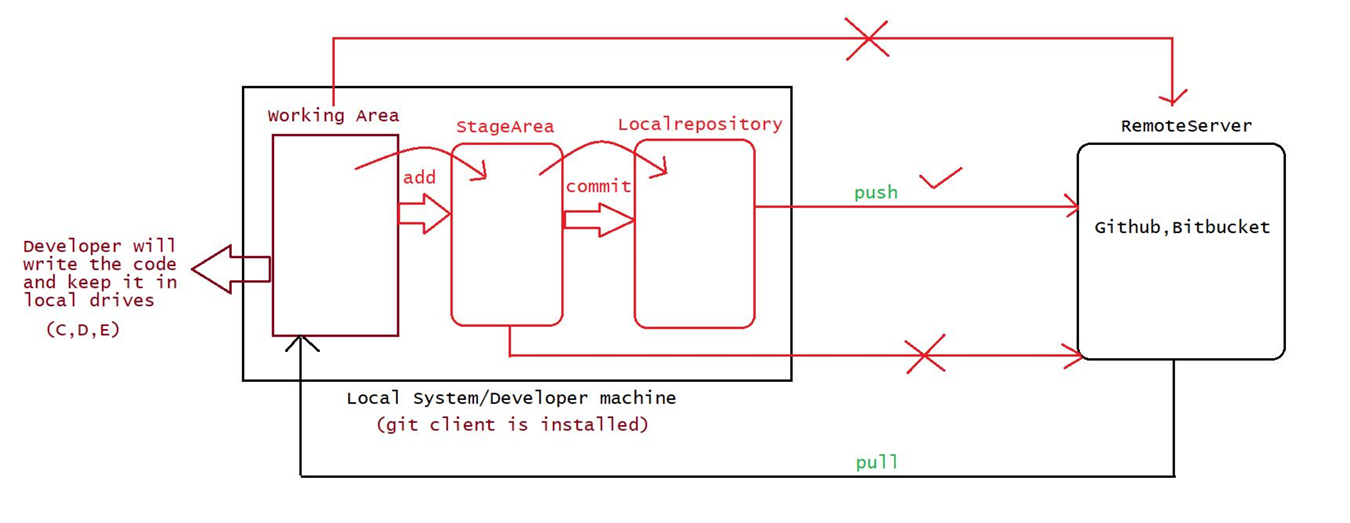 Working Area
StageArea
Localrepository
RemoteServer
add
commit
push
Github,Bitbucket
Developer will
write the code
and keep it in
local drives
(C,D,E)
Local System/Developer machine
(git client is installed)
pull